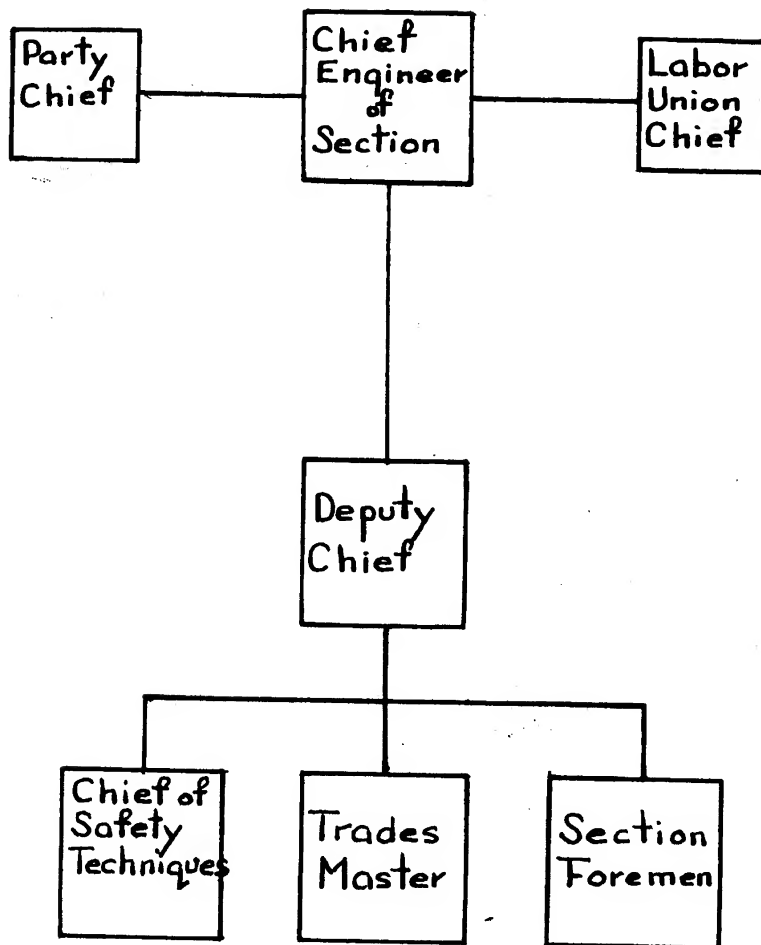 Party
Chief
Chief
Engineer
of
Section
Labor
Union
Chief
Deputy
Chief
Chief of
Safety
Techniques
Trades
Master
Section
Foremen